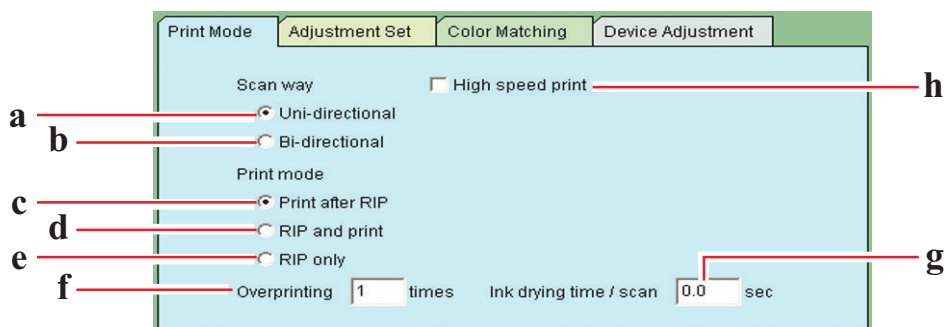 Print Mode Adjustment Set Color Matching Device Adjustment
Scan way High speed print h
a Uni-directional
b Bi-directional
Print mode
c Print after RIP
d RIP and print
e RIP only g
f Overprinting 1 times Ink drying time / scan 0.0 sec